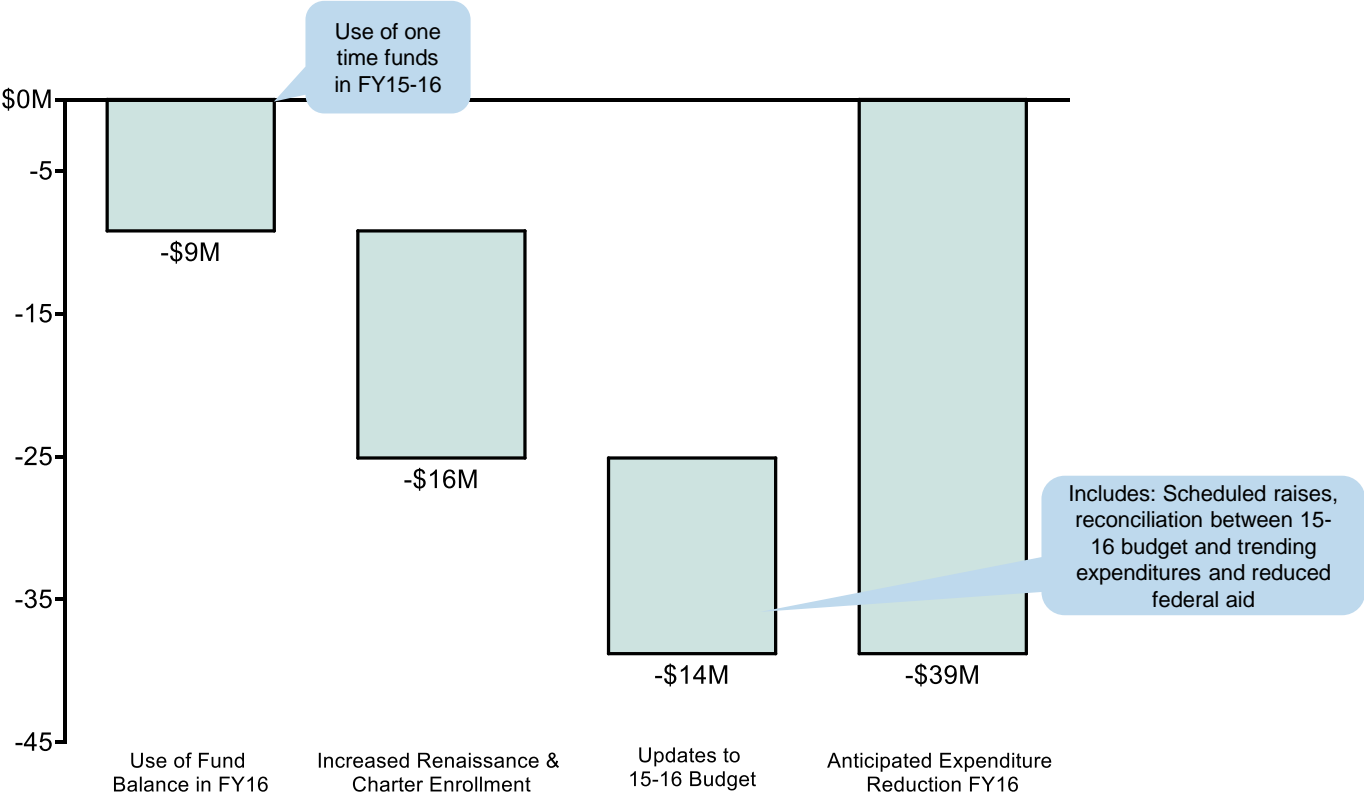 Use of one
time funds
in FY15-16
$0M
-5
-15
-25
-35
-45
-$9M
-$16M
-$14M
-$39M
Includes: Scheduled raises,
reconciliation between 15-
16 budget and trending
expenditures and reduced
federal aid
Use of Fund
Balance in FY16
Increased Renaissance &
Charter Enrollment
Updates to
15-16 Budget
Anticipated Expenditure
Reduction FY16